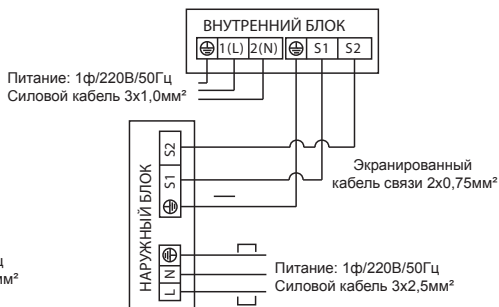 ВНУТРЕННИЙ БЛОК
1(L) 2(N) S1 S2
Питание: 1ф/220В/50Гц
Силовой кабель 3х1,0мм²
Экранированный
кабель связи 2х0,75мм²
НАРУЖНЫЙ БЛОК
S2
S1
N
L
Питание: 1ф/220В/50Гц
Силовой кабель 3х2,5мм²